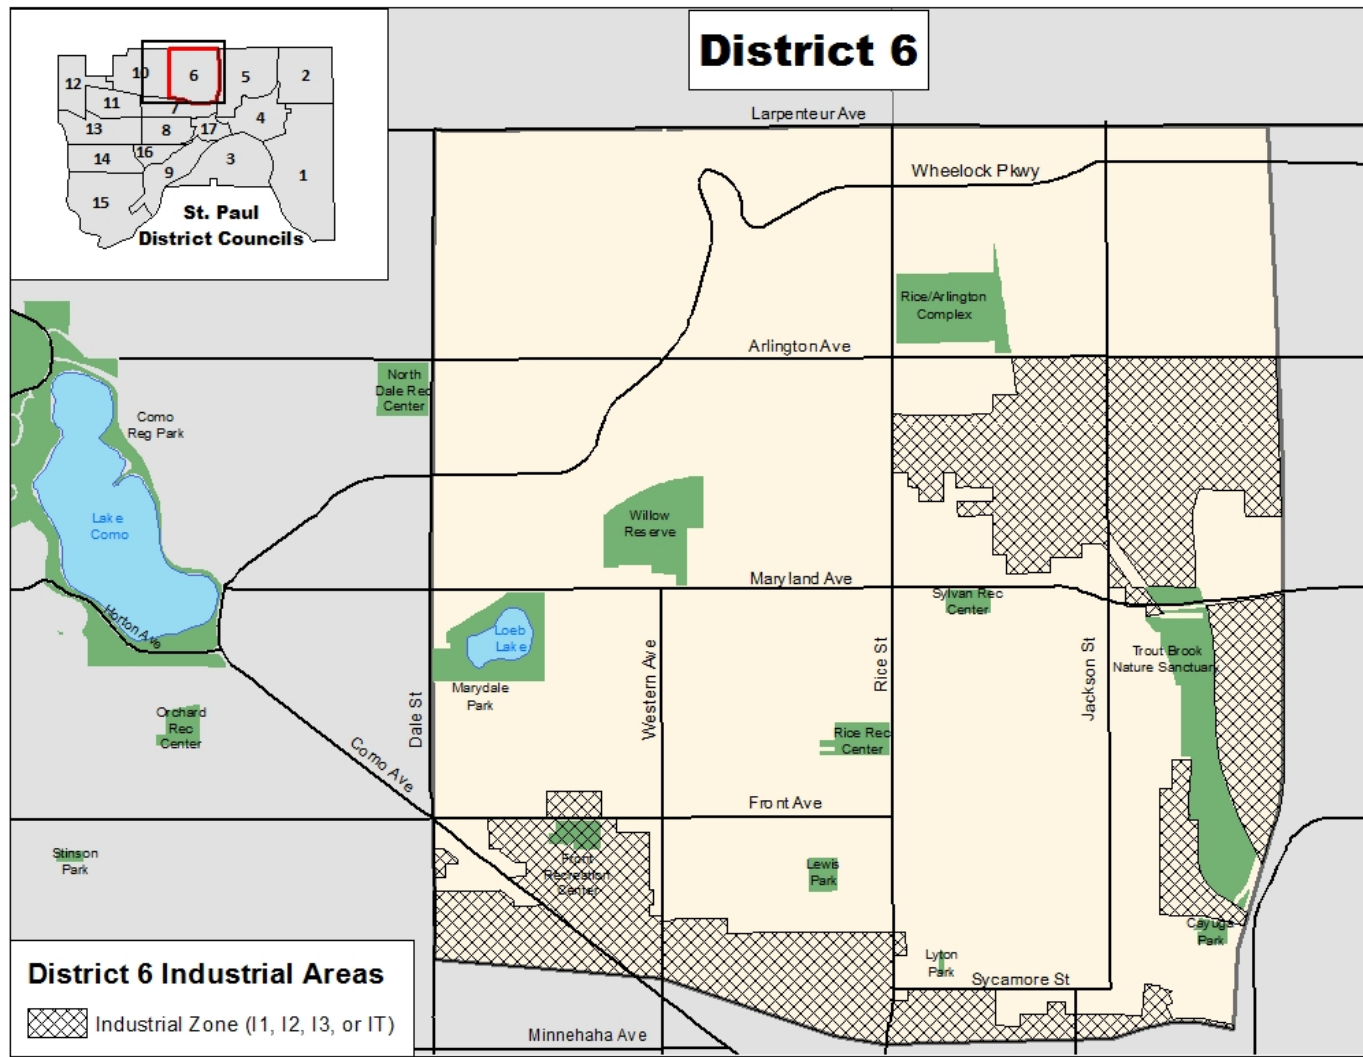 District 6
10
6
5
2
12
11
7
4
13
8
17
16
14
3
9
1
15
St. Paul
District Councils
Larpenteur Ave
Wheelock Pkwy
Rice/Arlington
Complex
Arlington Ave
North
Dale Rec
Center
Como
Reg Park
Lake
Como
Willow
Reserve
Maryland Ave
Sylvan Rec
Center
Horton Ave
Loeb
Lake
Trout Brook
Nature Sanctuary
Marydale
Park
Dale St
Western Ave
Rice St
Jackson St
Orchard
Rec
Center
Rice Rec
Center
Como Ave
Front Ave
Stinson
Park
Front
Recreation
Center
Lewis
Park
Cayuga
Park
Lyton
Park
Sycamore St
Minnehaha Ave
District 6 Industrial Areas
Industrial Zone (I1, I2, I3, or IT)